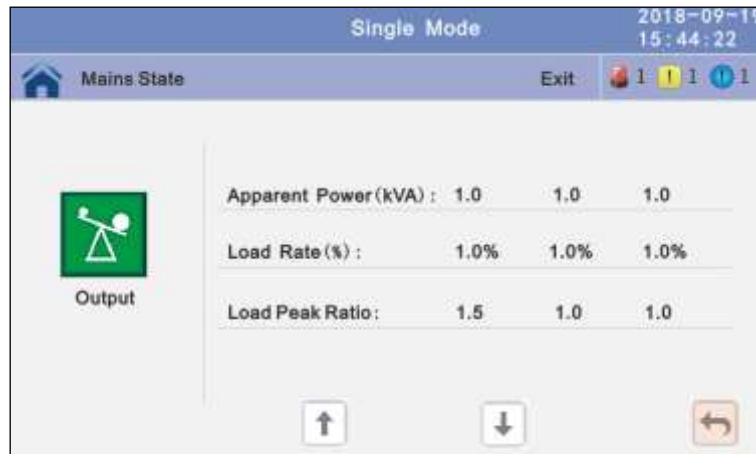 Single Mode
2018-09-19
15:44:22
Mains State Exit 1 1 1
Apparent Power(kVA): 1.0 1.0 1.0
Load Rate(%): 1.0% 1.0% 1.0%
Output
Load Peak Ratio: 1.5 1.0 1.0